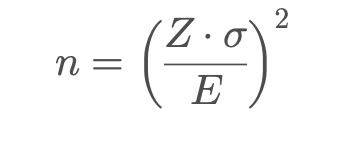 n = (Z · σ / E)²